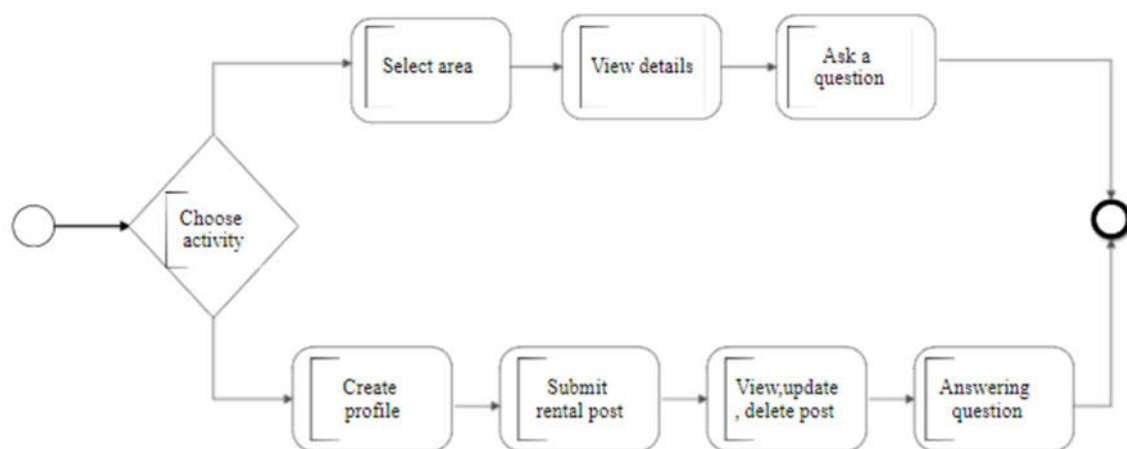 Select area
View details
Ask a
question
Choose
activity
Create
profile
Submit
rental post
View,update
, delete post
Answering
question